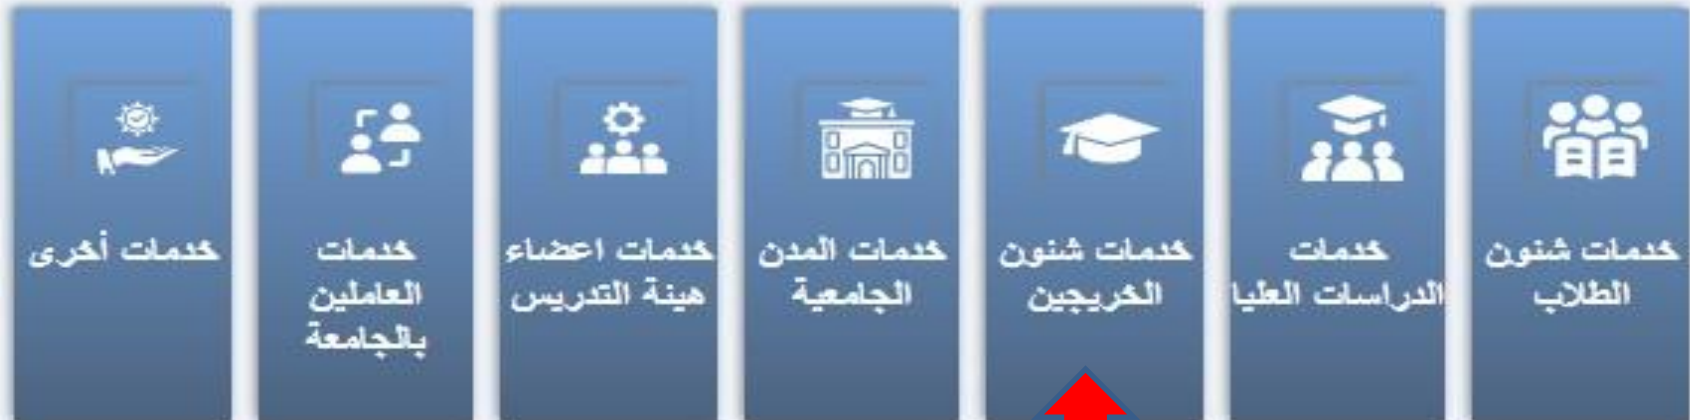 خدمات شئون
الطلاب
خدمات
الدراسات العليا
خدمات شئون
الخريجين
خدمات المدن
الجامعية
خدمات اعضاء
هيئة التدريس
خدمات
العاملين
بالجامعة
خدمات أخرى